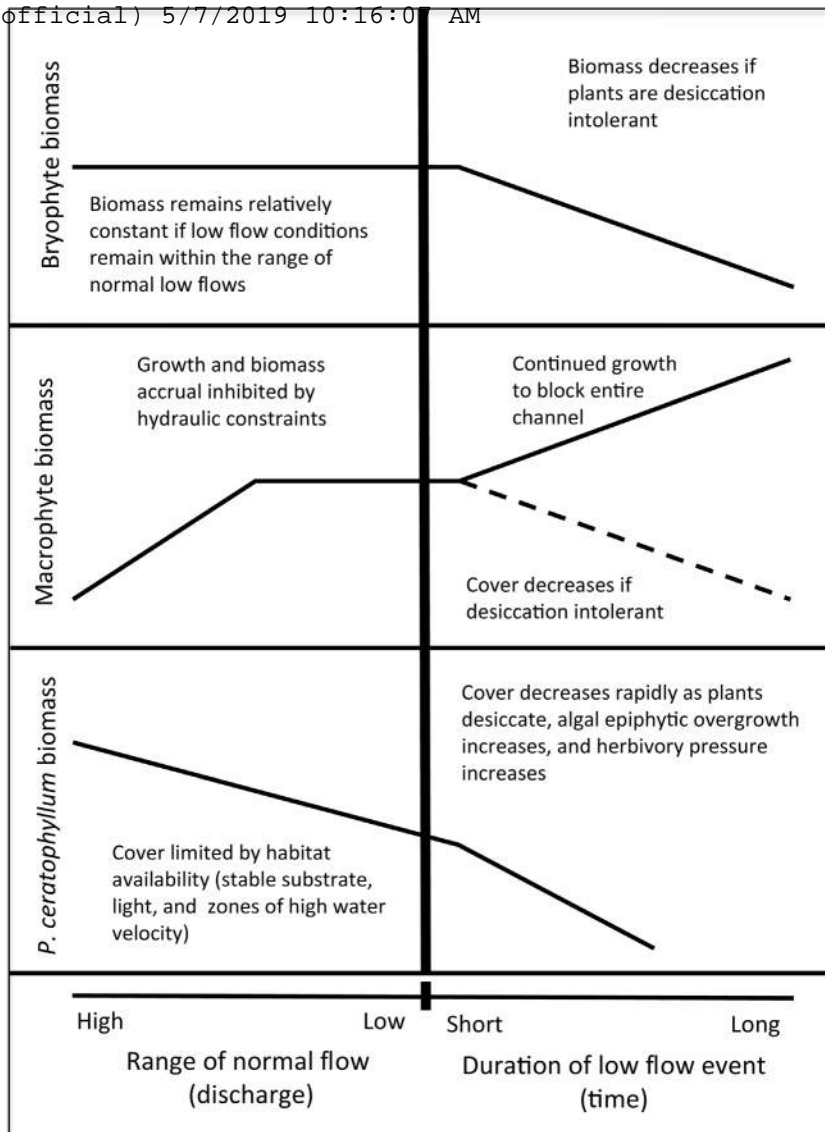 official) 5/7/2019 10:16:07 AM
Bryophyte biomass
Biomass decreases if
plants are desiccation
intolerant
Biomass remains relatively
constant if low flow conditions
remain within the range of
normal low flows
Macrophyte biomass
Growth and biomass
accrual inhibited by
hydraulic constraints
Continued growth
to block entire
channel
Cover decreases if
desiccation intolerant
P. ceratophyllum biomass
Cover decreases rapidly as plants
desiccate, algal epiphytic overgrowth
increases, and herbivory pressure
increases
Cover limited by habitat
availability (stable substrate,
light, and zones of high water
velocity)
High Low Short Long
Range of normal flow
(discharge)
Duration of low flow event
(time)